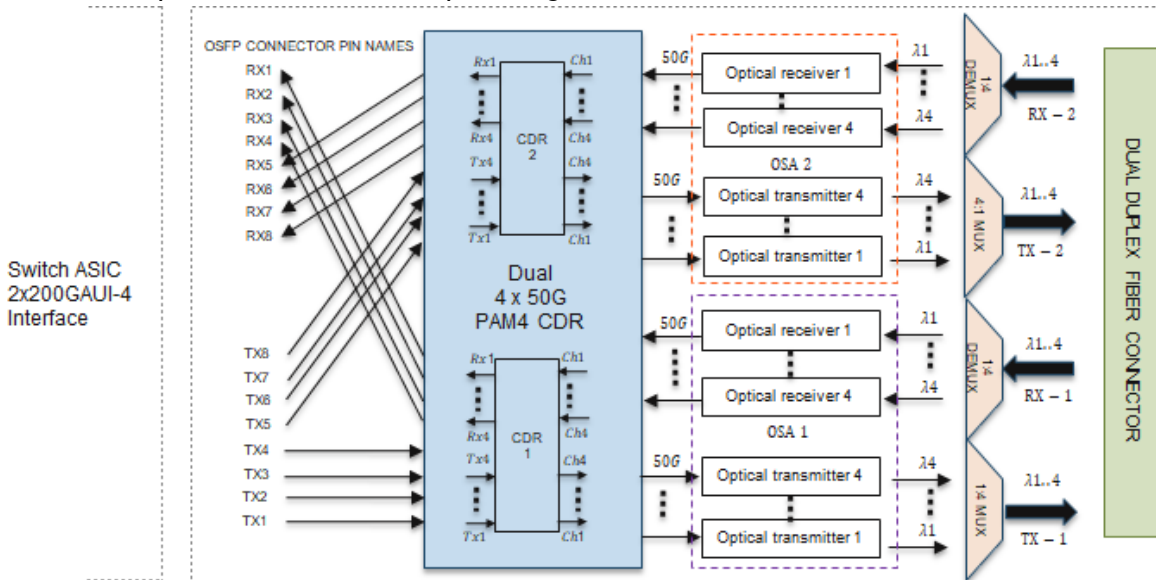 OSFP CONNECTOR PIN NAMES
RX1
RX2
RX3
RX4
RX5
RX6
RX7
RX8
Switch ASIC
2x200GAUI-4
Interface
TX8
TX7
TX6
TX5
TX4
TX3
TX2
TX1
Rx1
Rx4
Tx4
Tx1
CDR
2
Ch1
Ch4
Ch4
Ch1
Dual
4 x 50G
PAM4 CDR
Rx1
Rx4
Tx4
Tx1
CDR
1
Ch1
Ch4
Ch4
Ch1
50G
50G
50G
50G
Optical receiver 1
Optical receiver 4
OSA 2
Optical transmitter 4
Optical transmitter 1
Optical receiver 1
Optical receiver 4
OSA 1
Optical transmitter 4
Optical transmitter 1
λ1
λ4
λ4
λ1
λ1
λ4
λ4
λ1
1:4
DEMUX
4:1 MUX
1:4
DEMUX
1:4 MUX
λ1..4
RX − 2
λ1..4
TX − 2
λ1..4
RX − 1
λ1..4
TX − 1
DUAL DUPLEX FIBER CONNECTOR